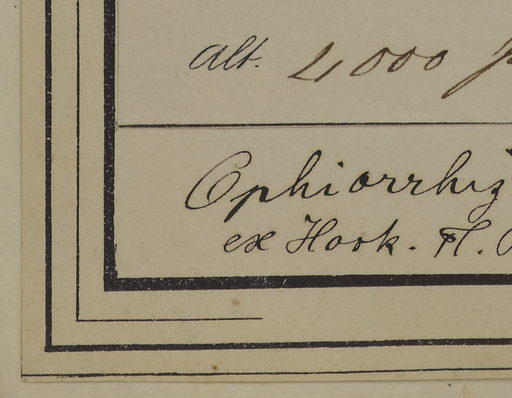 Alt. 4000 f
Ophiorrhiz
ex Hook. Fl.